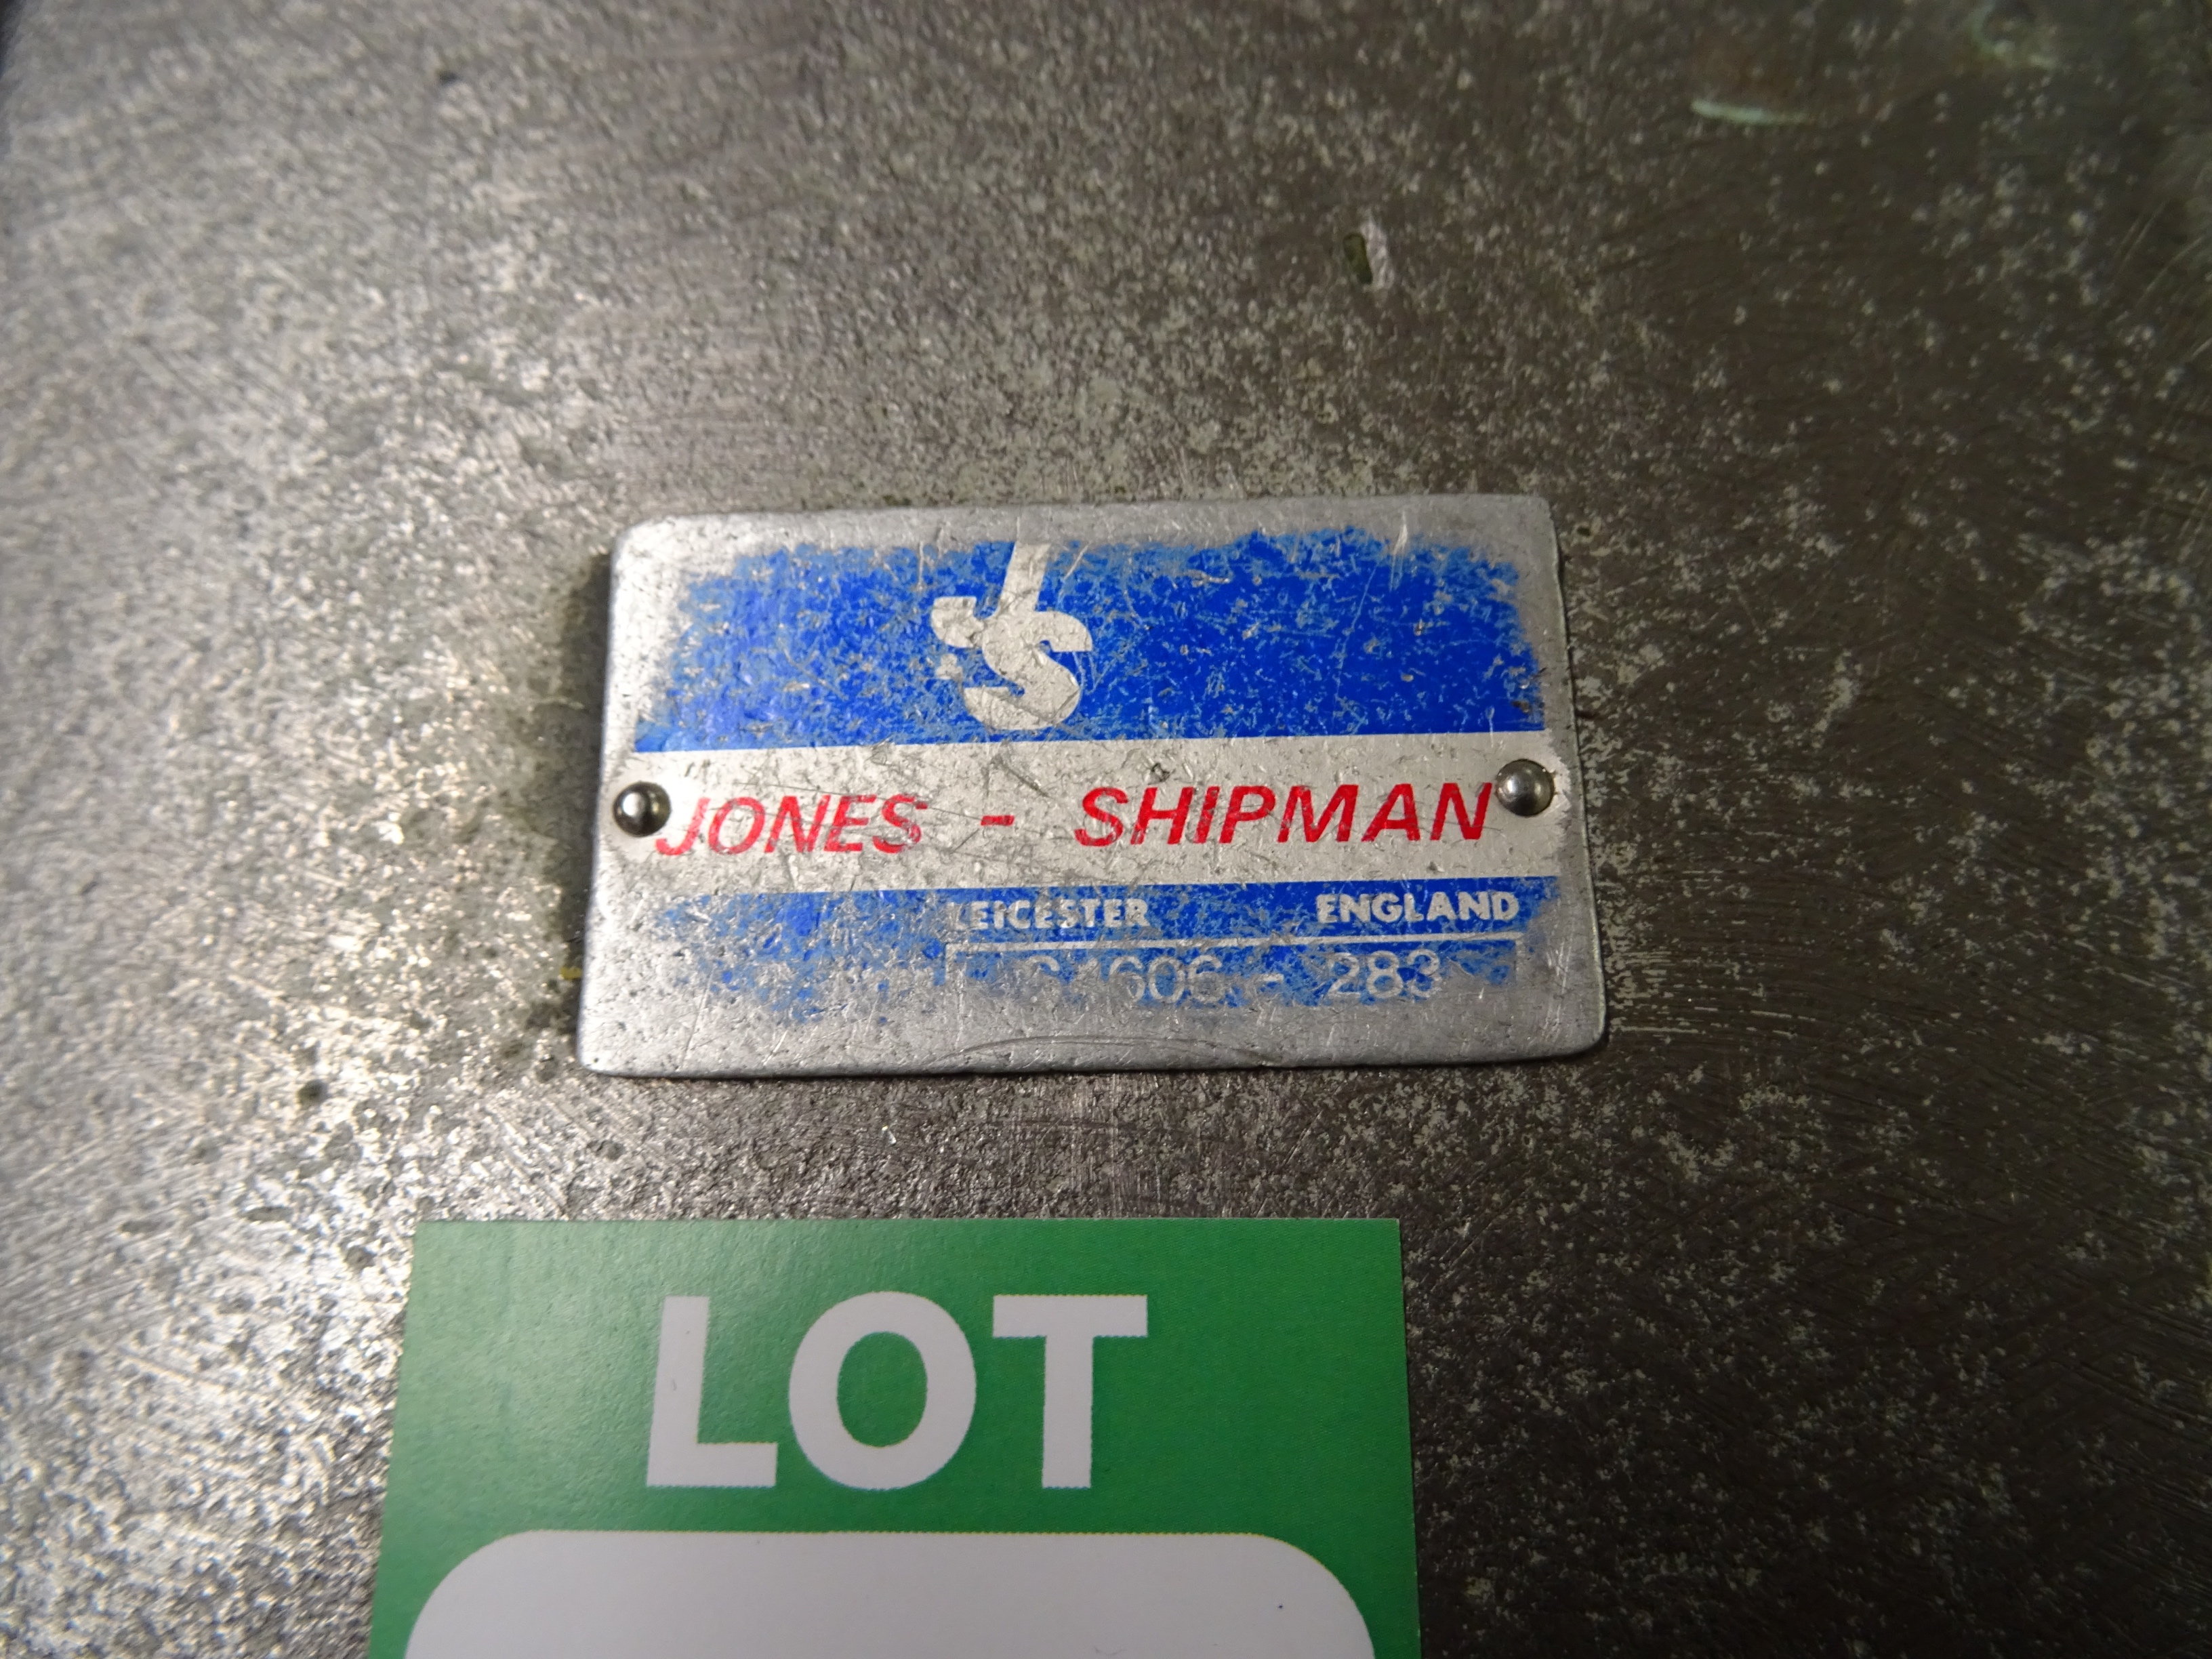 JS
JONES - SHIPMAN
LEICESTER ENGLAND
606 - 283
LOT